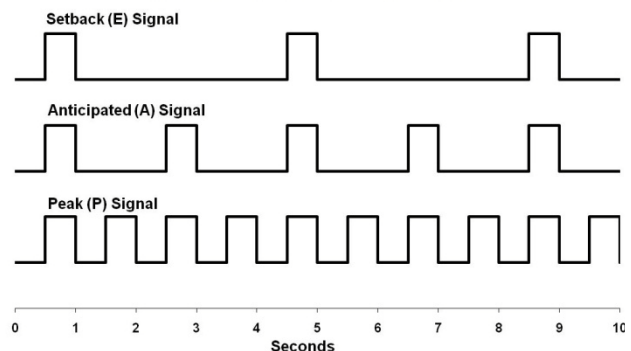 Setback (E) Signal
Anticipated (A) Signal
Peak (P) Signal
0 1 2 3 4 5 6 7 8 9 10
Seconds